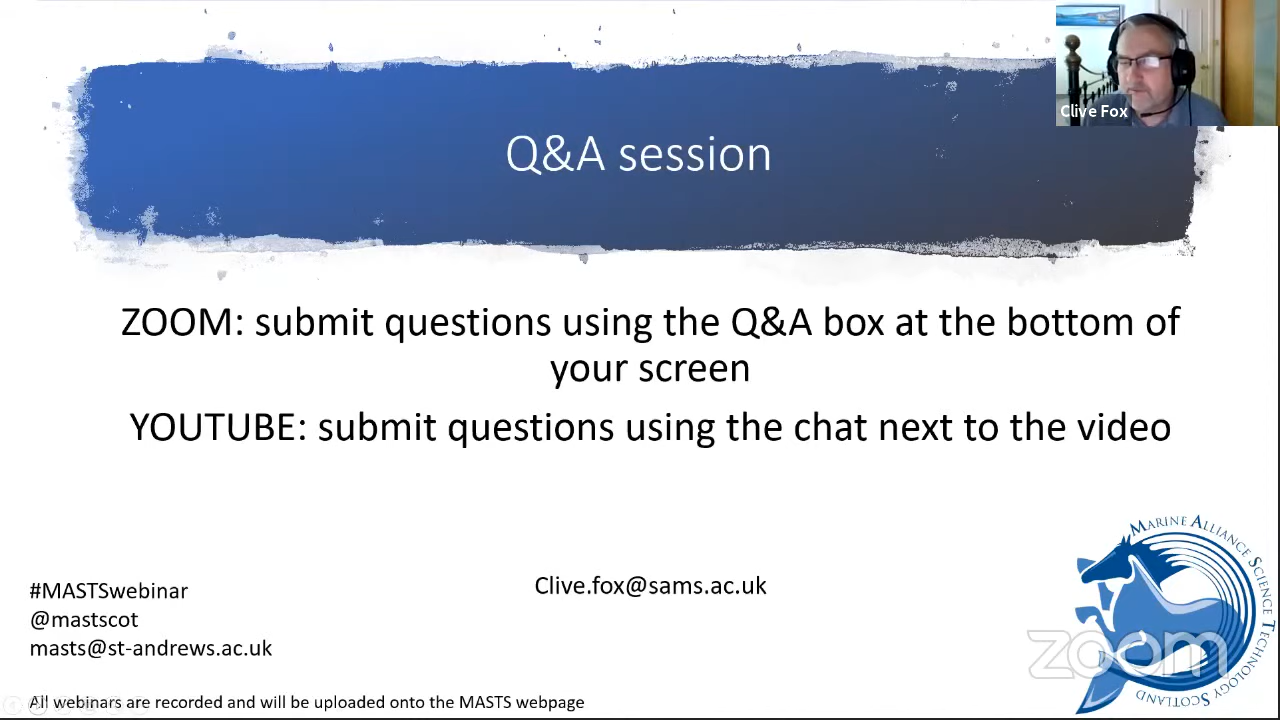 Clive Fox
Q&A session
ZOOM: submit questions using the Q&A box at the bottom of
your screen
YOUTUBE: submit questions using the chat next to the video
#MASTSwebinar
@mastscot
masts@st-andrews.ac.uk
Clive.fox@sams.ac.uk
MARINE ALLIANCE SCIENCE TECHNOLOGY SCOTLAND
zoom
All webinars are recorded and will be uploaded onto the MASTS webpage